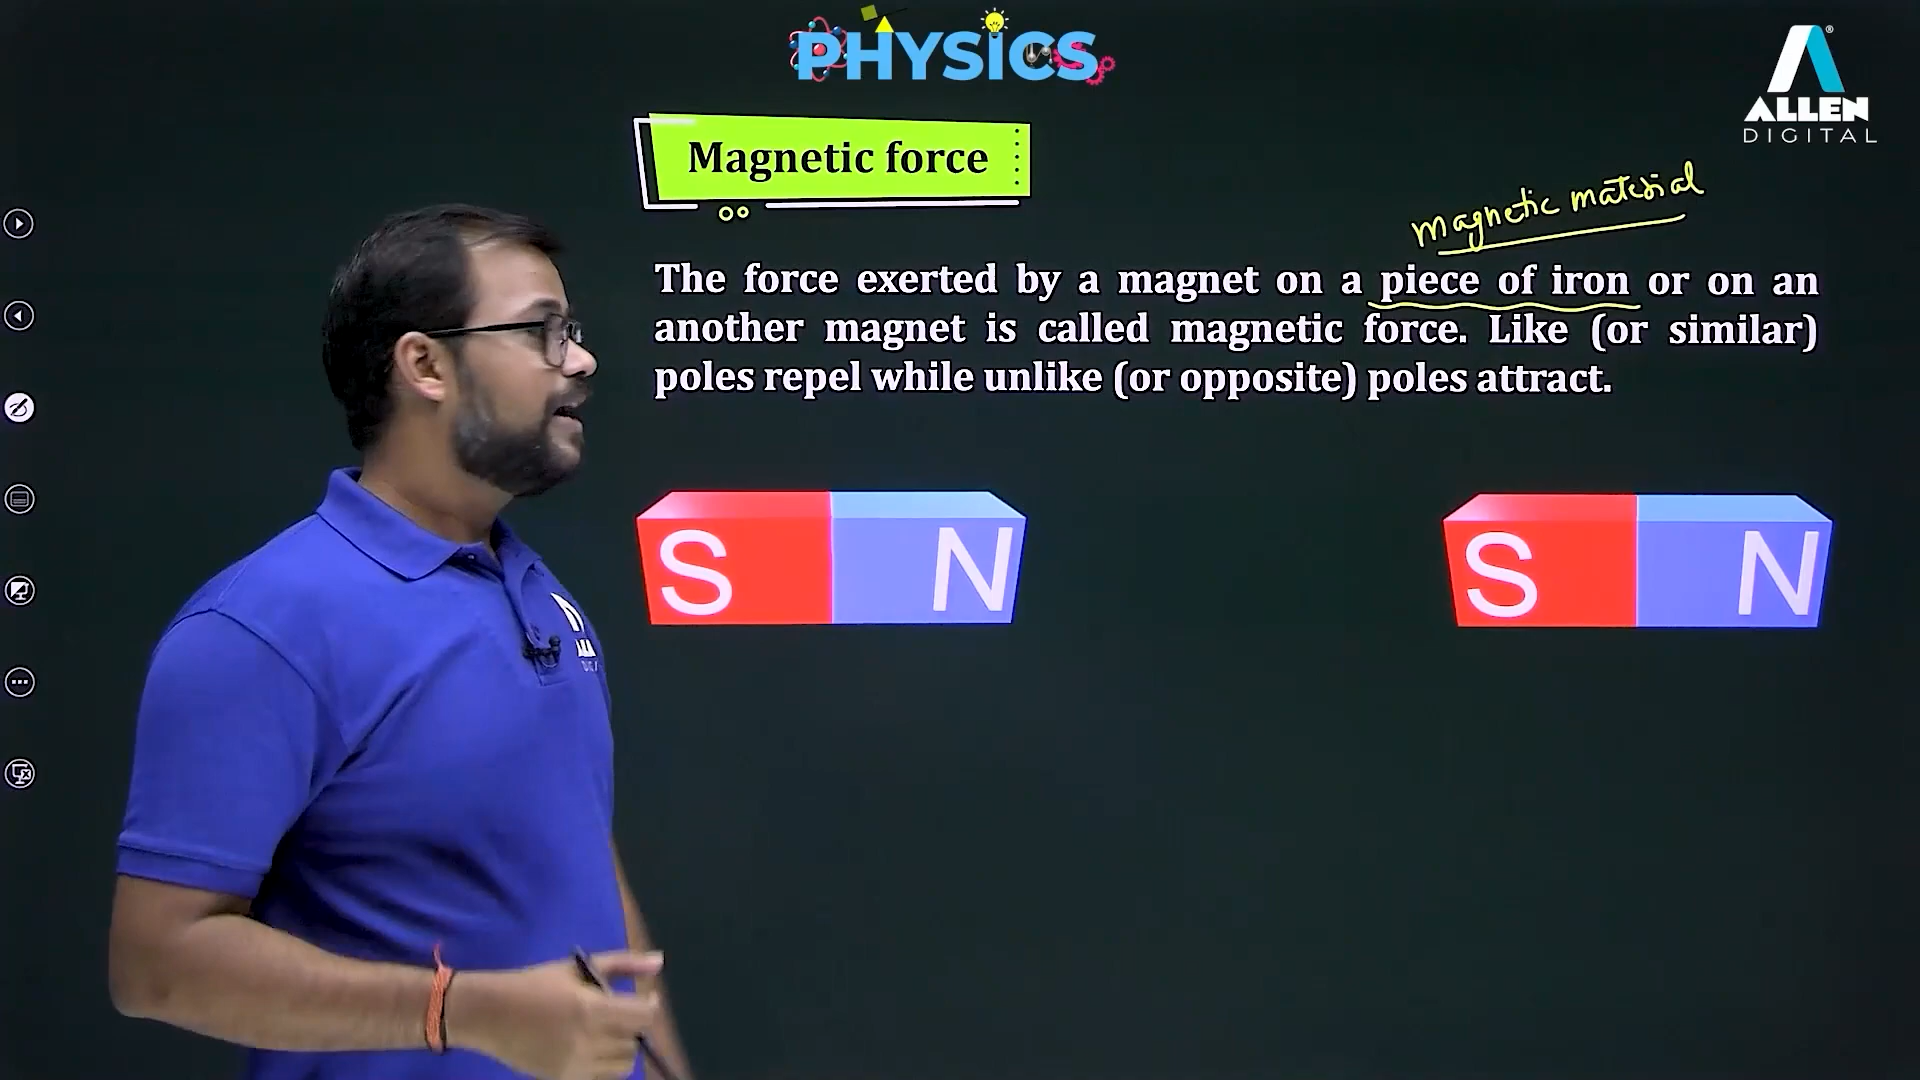 PHYSICS
ALLEN
DIGITAL
Magnetic force
magnetic material
The force exerted by a magnet on a piece of iron or on an
another magnet is called magnetic force. Like (or similar)
poles repel while unlike (or opposite) poles attract.
S N S N